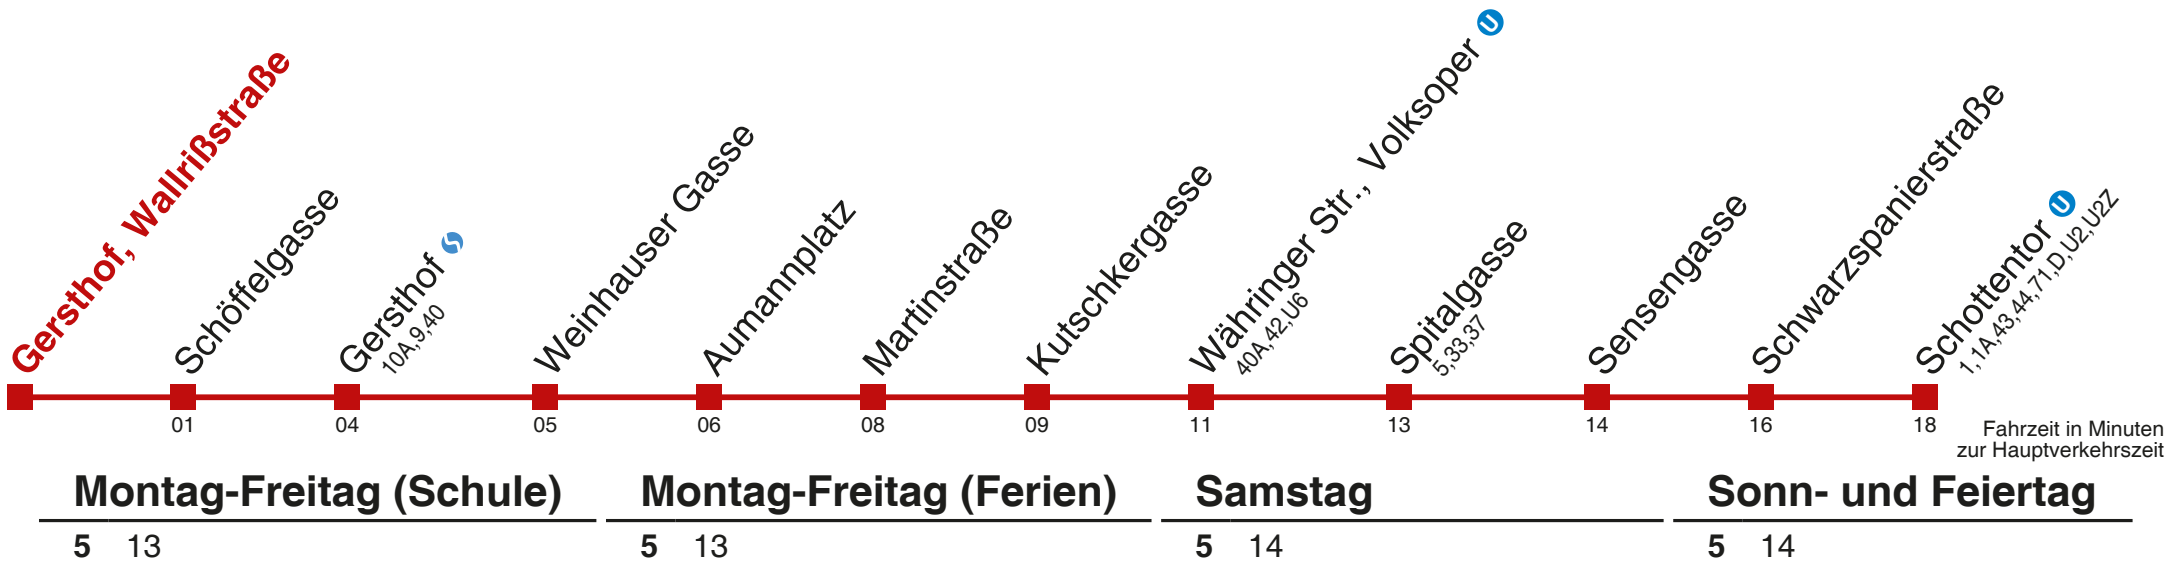 Gersthof, Wallrißstraße
Schöffelgasse
Gersthof
10A,9,40
Weinhauser Gasse
Aumannplatz
Martinstraße
Kutschkergasse
Währinger Str., Volksoper U
40A,42,U6
Spitalgasse
5,33,37
Sensengasse
Schwarzspanierstraße
Schottentor U
1,1A,43,44,71,D,U2,U2Z
01 04 05 06 08 09 11 13 14 16 18
Fahrzeit in Minuten
zur Hauptverkehrszeit
Montag-Freitag (Schule)
5 13
Montag-Freitag (Ferien)
5 13
Samstag
5 14
Sonn- und Feiertag
5 14